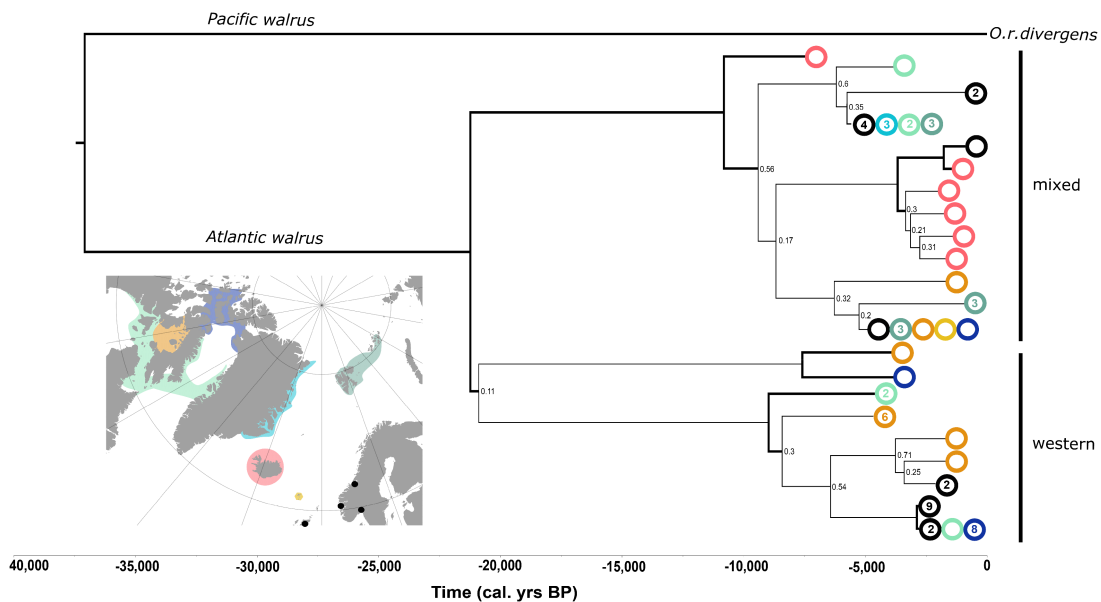 Pacific walrus
O.r.divergens
0.6
2
0.35
4 3 2 3
mixed
0.56
0.3
0.21
0.17
Atlantic walrus
0.31
0.32
3
0.2
3
0.11
2
6
western
0.71
0.3
0.25
2
0.54
9
2 8
40,000 -35,000 -30,000 -25,000 -20,000 -15,000 -10,000 -5,000 0
Time (cal. yrs BP)